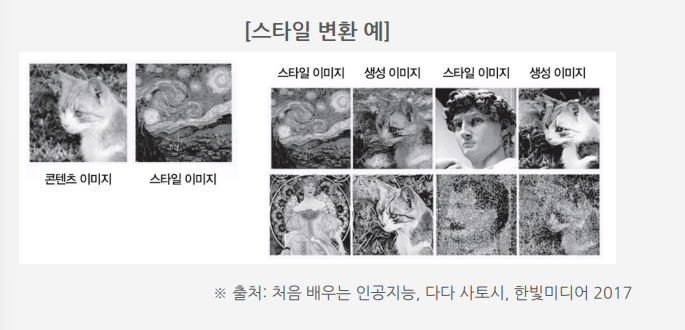 [스타일 변환 예]
스타일 이미지 생성 이미지 스타일 이미지 생성 이미지
콘텐츠 이미지 스타일 이미지
※ 출처: 처음 배우는 인공지능, 다다 사토시, 한빛미디어 2017